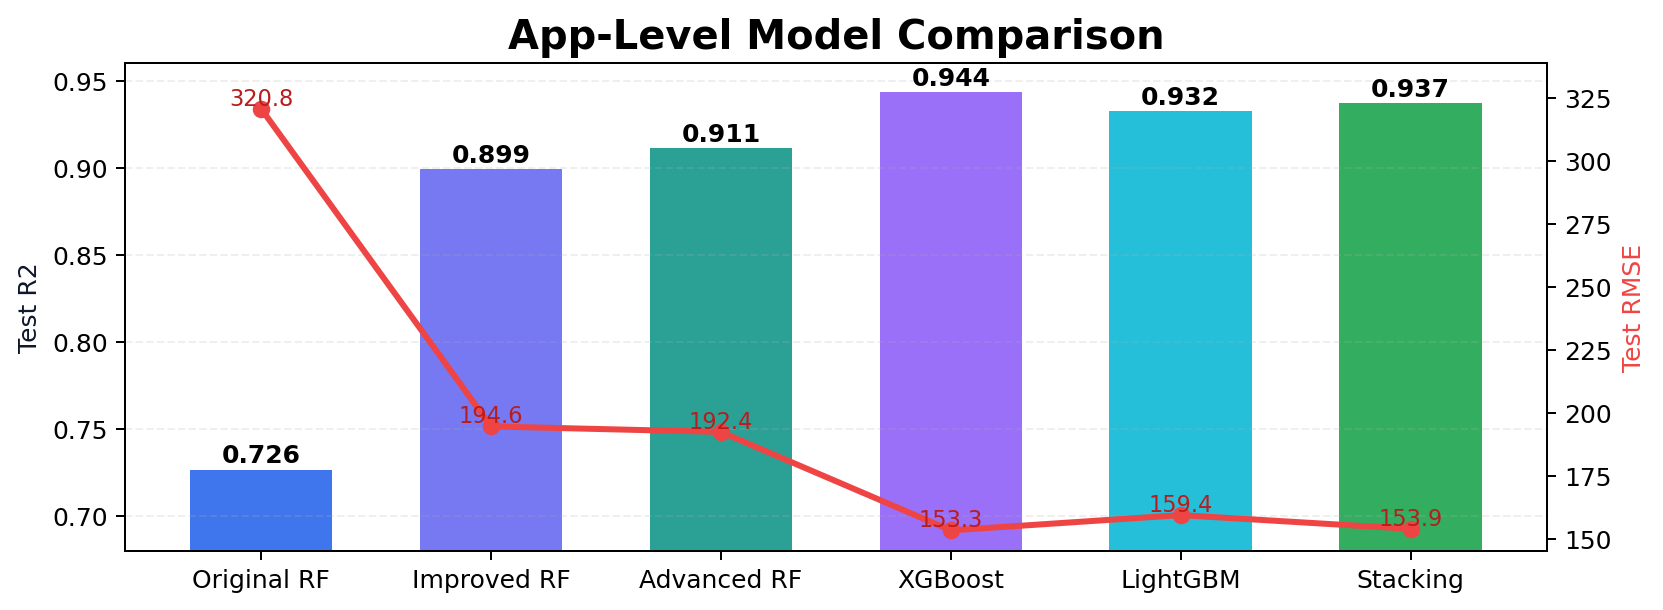 App-Level Model Comparison
Test R2
0.95
0.90
0.85
0.80
0.75
0.70
320.8
194.6
192.4
153.3
159.4
153.9
0.726
0.899
0.911
0.944
0.932
0.937
325
300
275
250
225
200
175
150
Test RMSE
Original RF
Improved RF
Advanced RF
XGBoost
LightGBM
Stacking